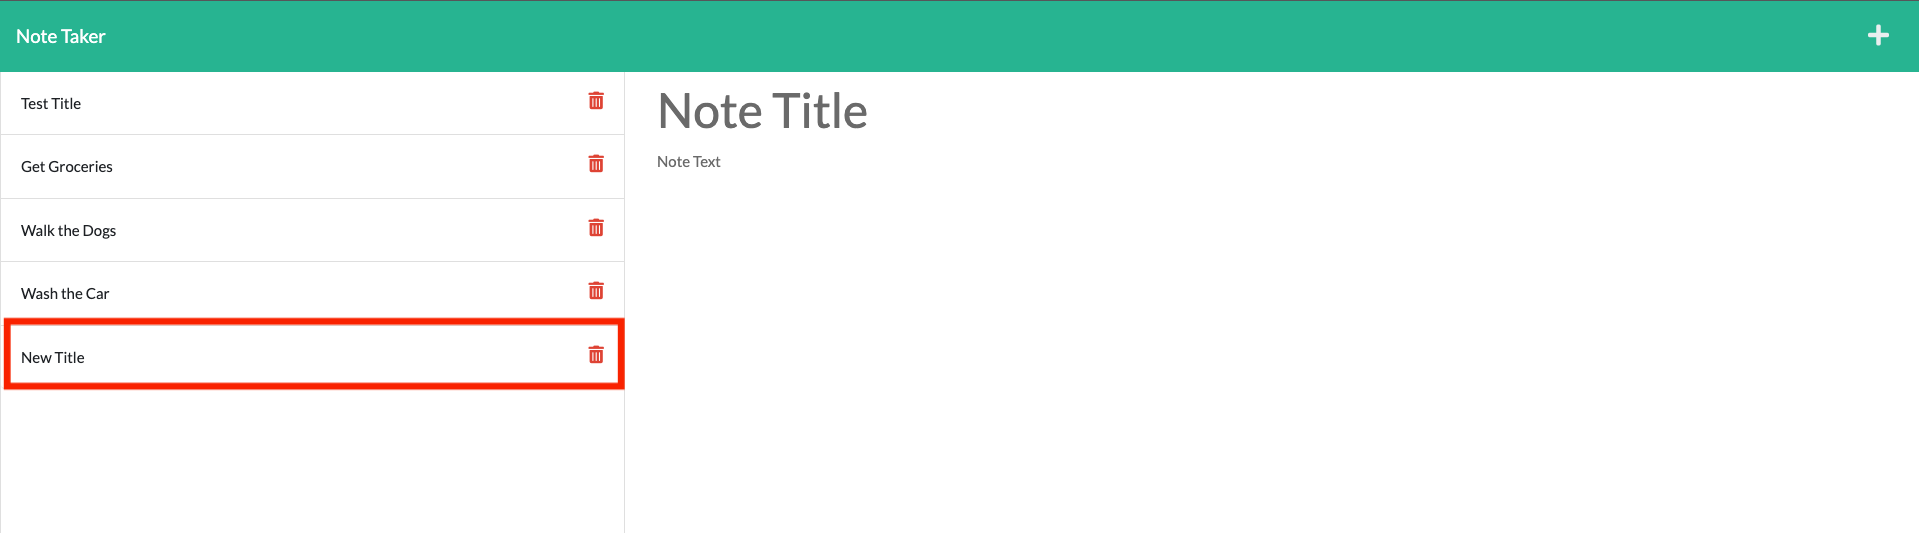 Note Taker
Test Title
Get Groceries
Walk the Dogs
Wash the Car
New Title
Note Title
Note Text